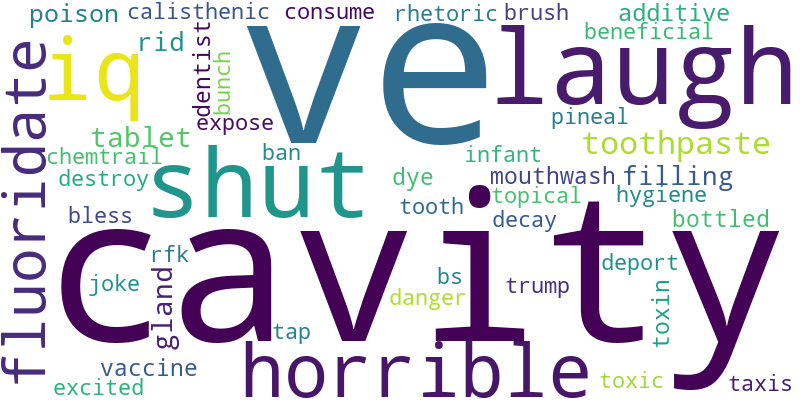 poison
calisthenic
consume
rhetoric
brush
additive
beneficial
rid
iq
dentist
bunch
ve
laugh
fluoridate
expose
pineal
tablet
toothpaste
chemtrail
shut
ban
infant
destroy
dye
mouthwash
filling
topical
hygiene
bless
tooth
decay
bottled
cavity
rfk
joke
gland
bs
danger
trump
deport
toxin
tap
horrible
vaccine
excited
toxic
taxis